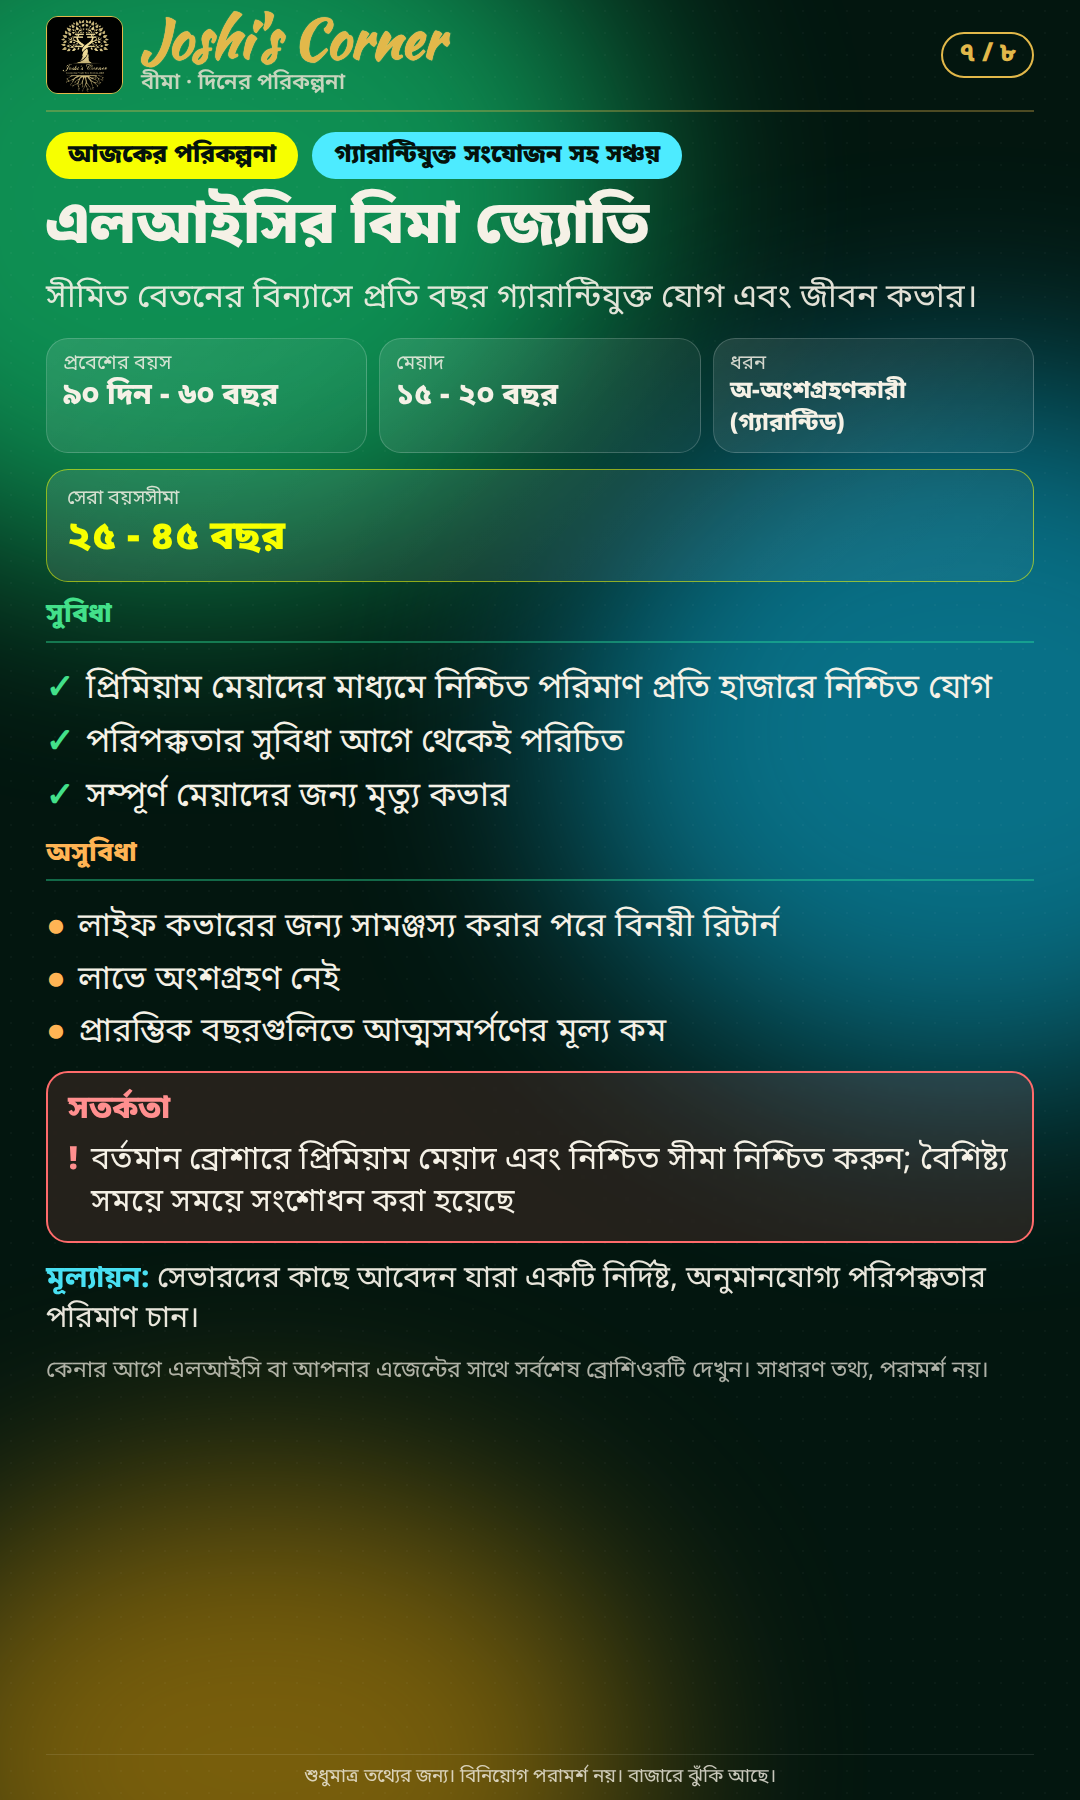 Joshi's Corner
বীমা · দিনের পরিকল্পনা
৭ / ৮
আজকের পরিকল্পনা
গ্যারান্টিযুক্ত সংযোজন সহ সঞ্চয়
এলআইসির বিমা জ্যোতি
সীমিত বেতনের বিন্যাসে প্রতি বছর গ্যারান্টিযুক্ত যোগ এবং জীবন কভার।
প্রবেশের বয়স
৯০ দিন - ৬০ বছর
মেয়াদ
১৫ - ২০ বছর
ধরন
অ-অংশগ্রহণকারী
(গ্যারান্টিড)
সেরা বয়সসীমা
২৫ - ৪৫ বছর
সুবিধা
✓ প্রিমিয়াম মেয়াদের মাধ্যমে নিশ্চিত পরিমাণ প্রতি হাজারে নিশ্চিত যোগ
✓ পরিপক্কতার সুবিধা আগে থেকেই পরিচিত
✓ সম্পূর্ণ মেয়াদের জন্য মৃত্যু কভার
অসুবিধা
● লাইফ কভারের জন্য সামঞ্জস্য করার পরে বিনয়ী রিটার্ন
● লাভে অংশগ্রহণ নেই
● প্রারম্ভিক বছরগুলিতে আত্মসমর্পণের মূল্য কম
সতর্কতা
! বর্তমান ব্রোশারে প্রিমিয়াম মেয়াদ এবং নিশ্চিত সীমা নিশ্চিত করুন; বৈশিষ্ট্য
সময়ে সময়ে সংশোধন করা হয়েছে
মূল্যায়ন: সেভারদের কাছে আবেদন যারা একটি নির্দিষ্ট, অনুমানযোগ্য পরিপক্কতার
পরিমাণ চান।
কেনার আগে এলআইসি বা আপনার এজেন্টের সাথে সর্বশেষ ব্রোশিওরটি দেখুন। সাধারণ তথ্য, পরামর্শ নয়।
শুধুমাত্র তথ্যের জন্য। বিনিয়োগ পরামর্শ নয়। বাজারে ঝুঁকি আছে।